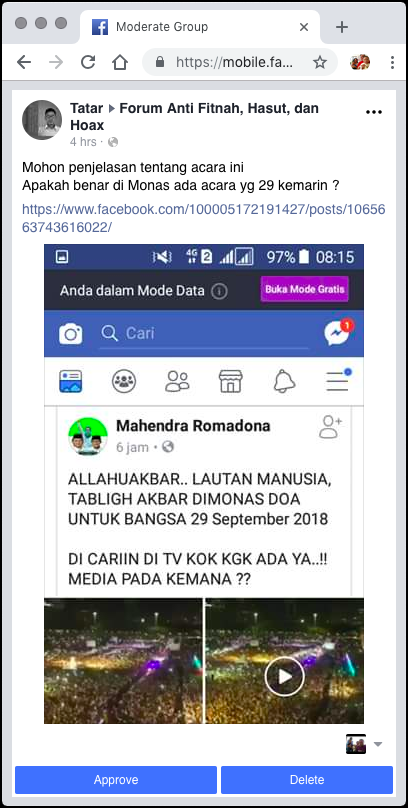 Moderate Group
https://mobile.fa...
Tatar ▸ Forum Anti Fitnah, Hasut, dan
Hoax
4 hrs ·
Mohon penjelasan tentang acara ini
Apakah benar di Monas ada acara yg 29 kemarin ?
https://www.facebook.com/100005172191427/posts/10656
63743616022/
4G 2 97% 08:15
Anda dalam Mode Data
Buka Mode Gratis
Cari
1
Mahendra Romadona
6 jam ·
ALLAHUAKBAR.. LAUTAN MANUSIA,
TABLIGH AKBAR DIMONAS DOA
UNTUK BANGSA 29 September 2018
DI CARIIN DI TV KOK KGK ADA YA..!!
MEDIA PADA KEMANA ??
Approve
Delete